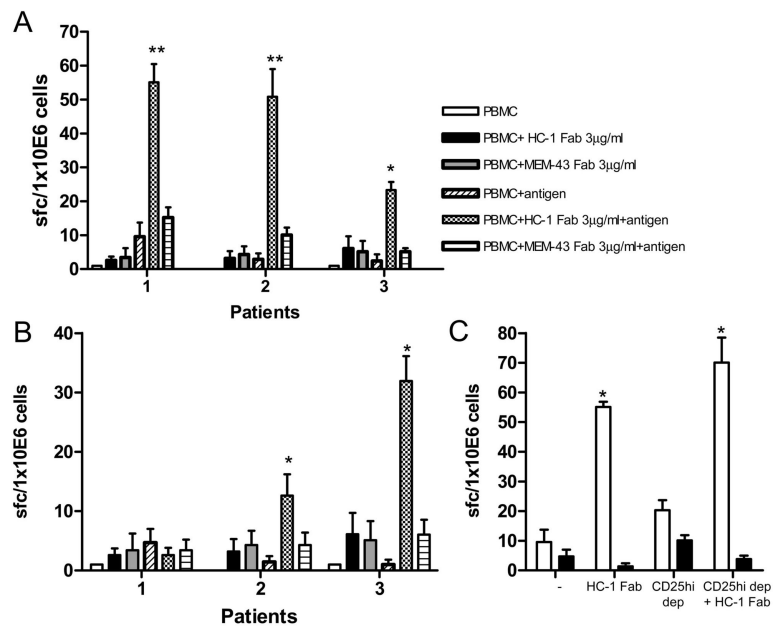 A
sfc/1x10E6 cells
70
60
50
40
30
20
10
0
**
**
*
1
2
3
Patients
PBMC
PBMC+ HC-1 Fab 3µg/ml
PBMC+MEM-43 Fab 3µg/ml
PBMC+antigen
PBMC+HC-1 Fab 3µg/ml+antigen
PBMC+MEM-43 Fab 3µg/ml+antigen
B
sfc/1x10E6 cells
40
30
20
10
0
*
*
1
2
3
Patients
C
sfc/1x10E6 cells
80
70
60
50
40
30
20
10
0
*
*
-
HC-1 Fab
CD25hi
dep
CD25hi dep
+ HC-1 Fab